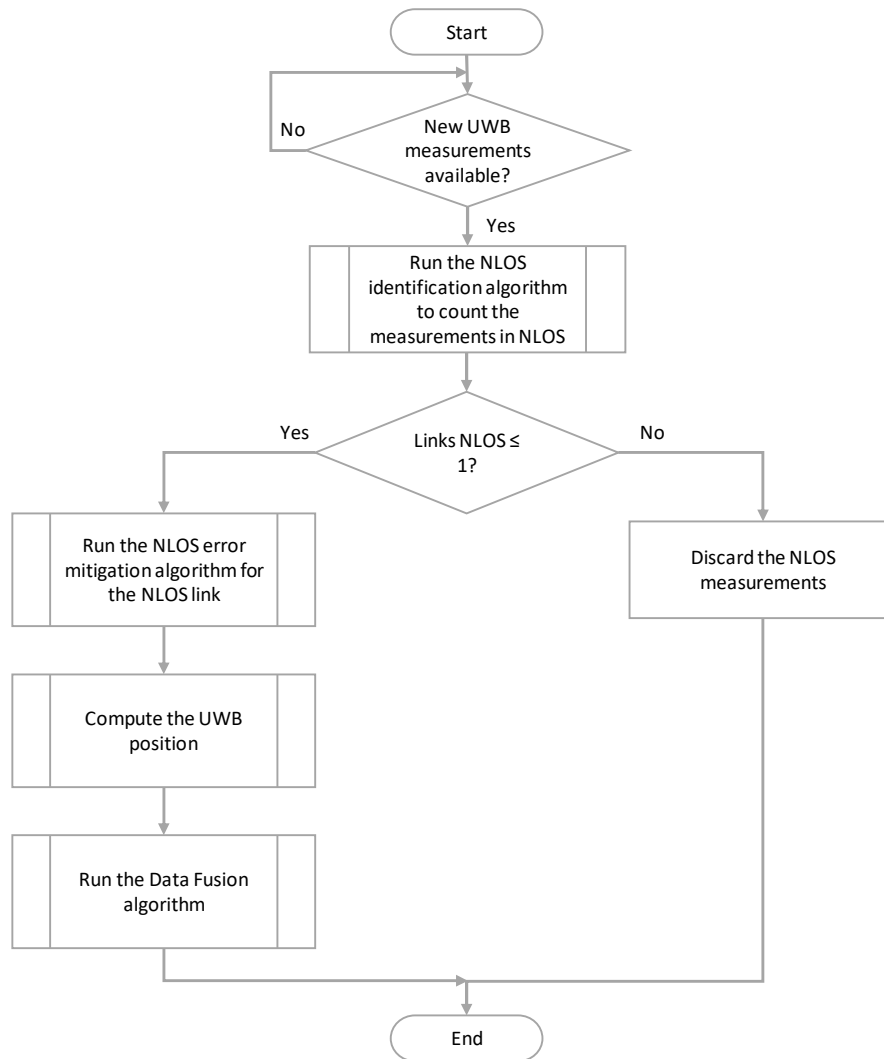 Start
No
New UWB
measurements
available?
Yes
Run the NLOS
identification algorithm
to count the
measurements in NLOS
Yes
Links NLOS ≤
1?
No
Run the NLOS error
mitigation algorithm for
the NLOS link
Discard the NLOS
measurements
Compute the UWB
position
Run the Data Fusion
algorithm
End